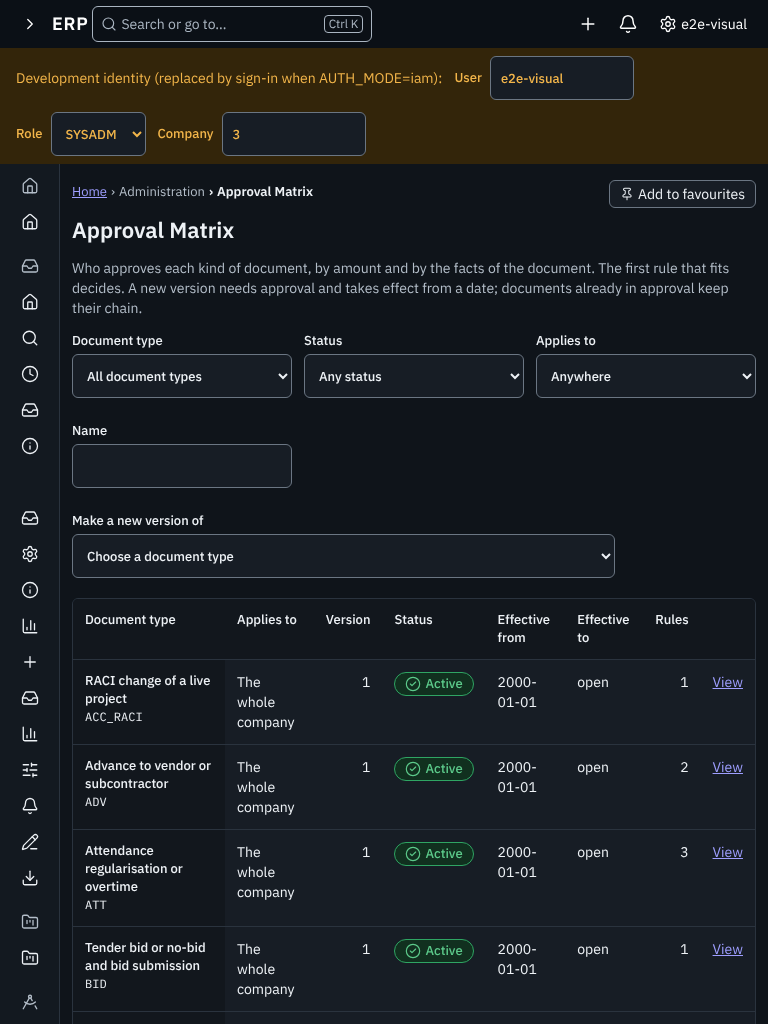 ERP
Search or go to...
Ctrl K
e2e-visual
Development identity (replaced by sign-in when AUTH_MODE=iam):
User
e2e-visual
Role
SYSADM
Company
3
Home › Administration › Approval Matrix
Add to favourites
Approval Matrix
Who approves each kind of document, by amount and by the facts of the document. The first rule that fits
decides. A new version needs approval and takes effect from a date; documents already in approval keep
their chain.
Document type
Status
Applies to
All document types
Any status
Anywhere
Name
Make a new version of
Choose a document type
Document type
Applies to
Version
Status
Effective
from
Effective
to
Rules
RACI change of a live
project
ACC_RACI
The
whole
company
1
Active
2000-
01-01
open
1
View
Advance to vendor or
subcontractor
ADV
The
whole
company
1
Active
2000-
01-01
open
2
View
Attendance
regularisation or
overtime
ATT
The
whole
company
1
Active
2000-
01-01
open
3
View
Tender bid or no-bid
and bid submission
BID
The
whole
company
1
Active
2000-
01-01
open
1
View